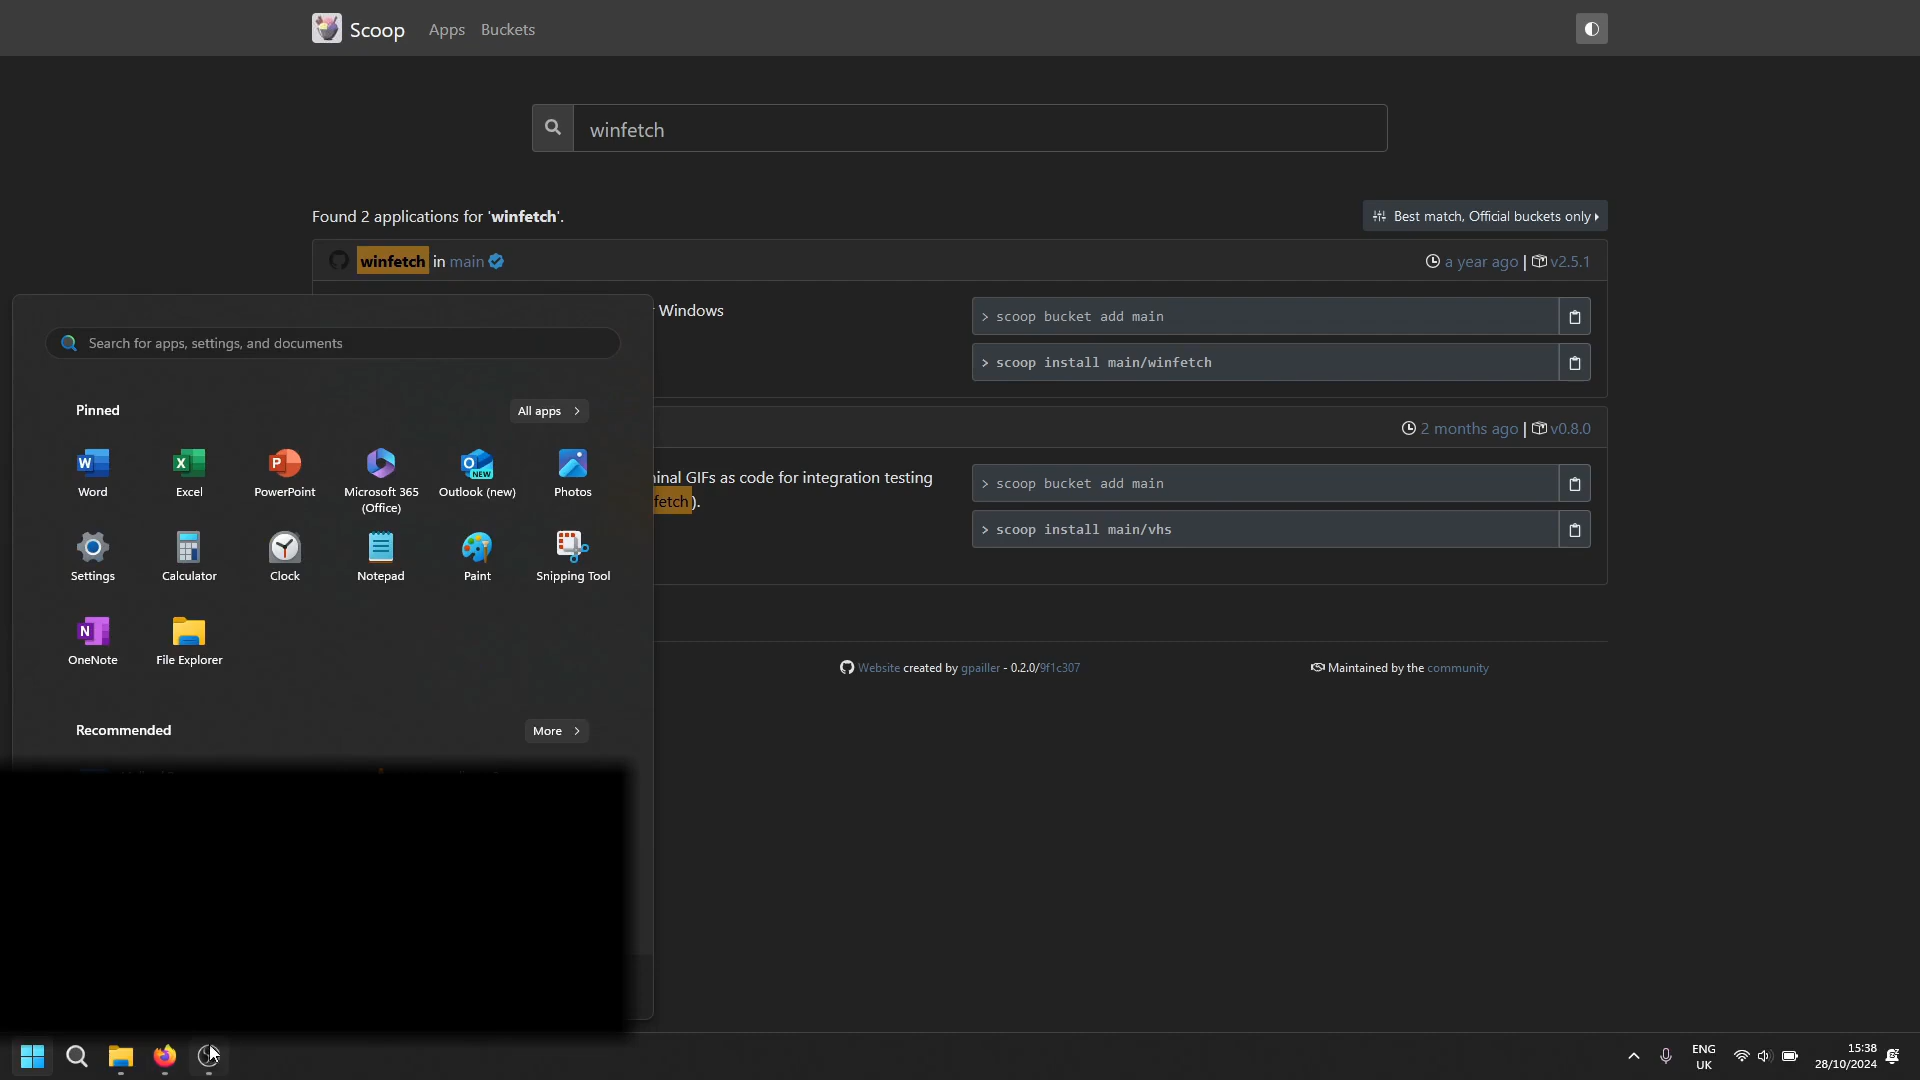 Scoop Apps Buckets
winfetch
Found 2 applications for 'winfetch'.
Best match, Official buckets only
winfetch in main
a year ago | v2.5.1
Windows
> scoop bucket add main
> scoop install main/winfetch
2 months ago | v0.8.0
GIFs as code for integration testing
fetch).
> scoop bucket add main
> scoop install main/vhs
Website created by gpailler - 0.2.0/9f1c307
Maintained by the community
Search for apps, settings, and documents
Pinned
All apps >
Word
Excel
PowerPoint
Microsoft 365
(Office)
Outlook (new)
Photos
Settings
Calculator
Clock
Notepad
Paint
Snipping Tool
OneNote
File Explorer
Recommended
More >
ENG
UK
15:38
28/10/2024